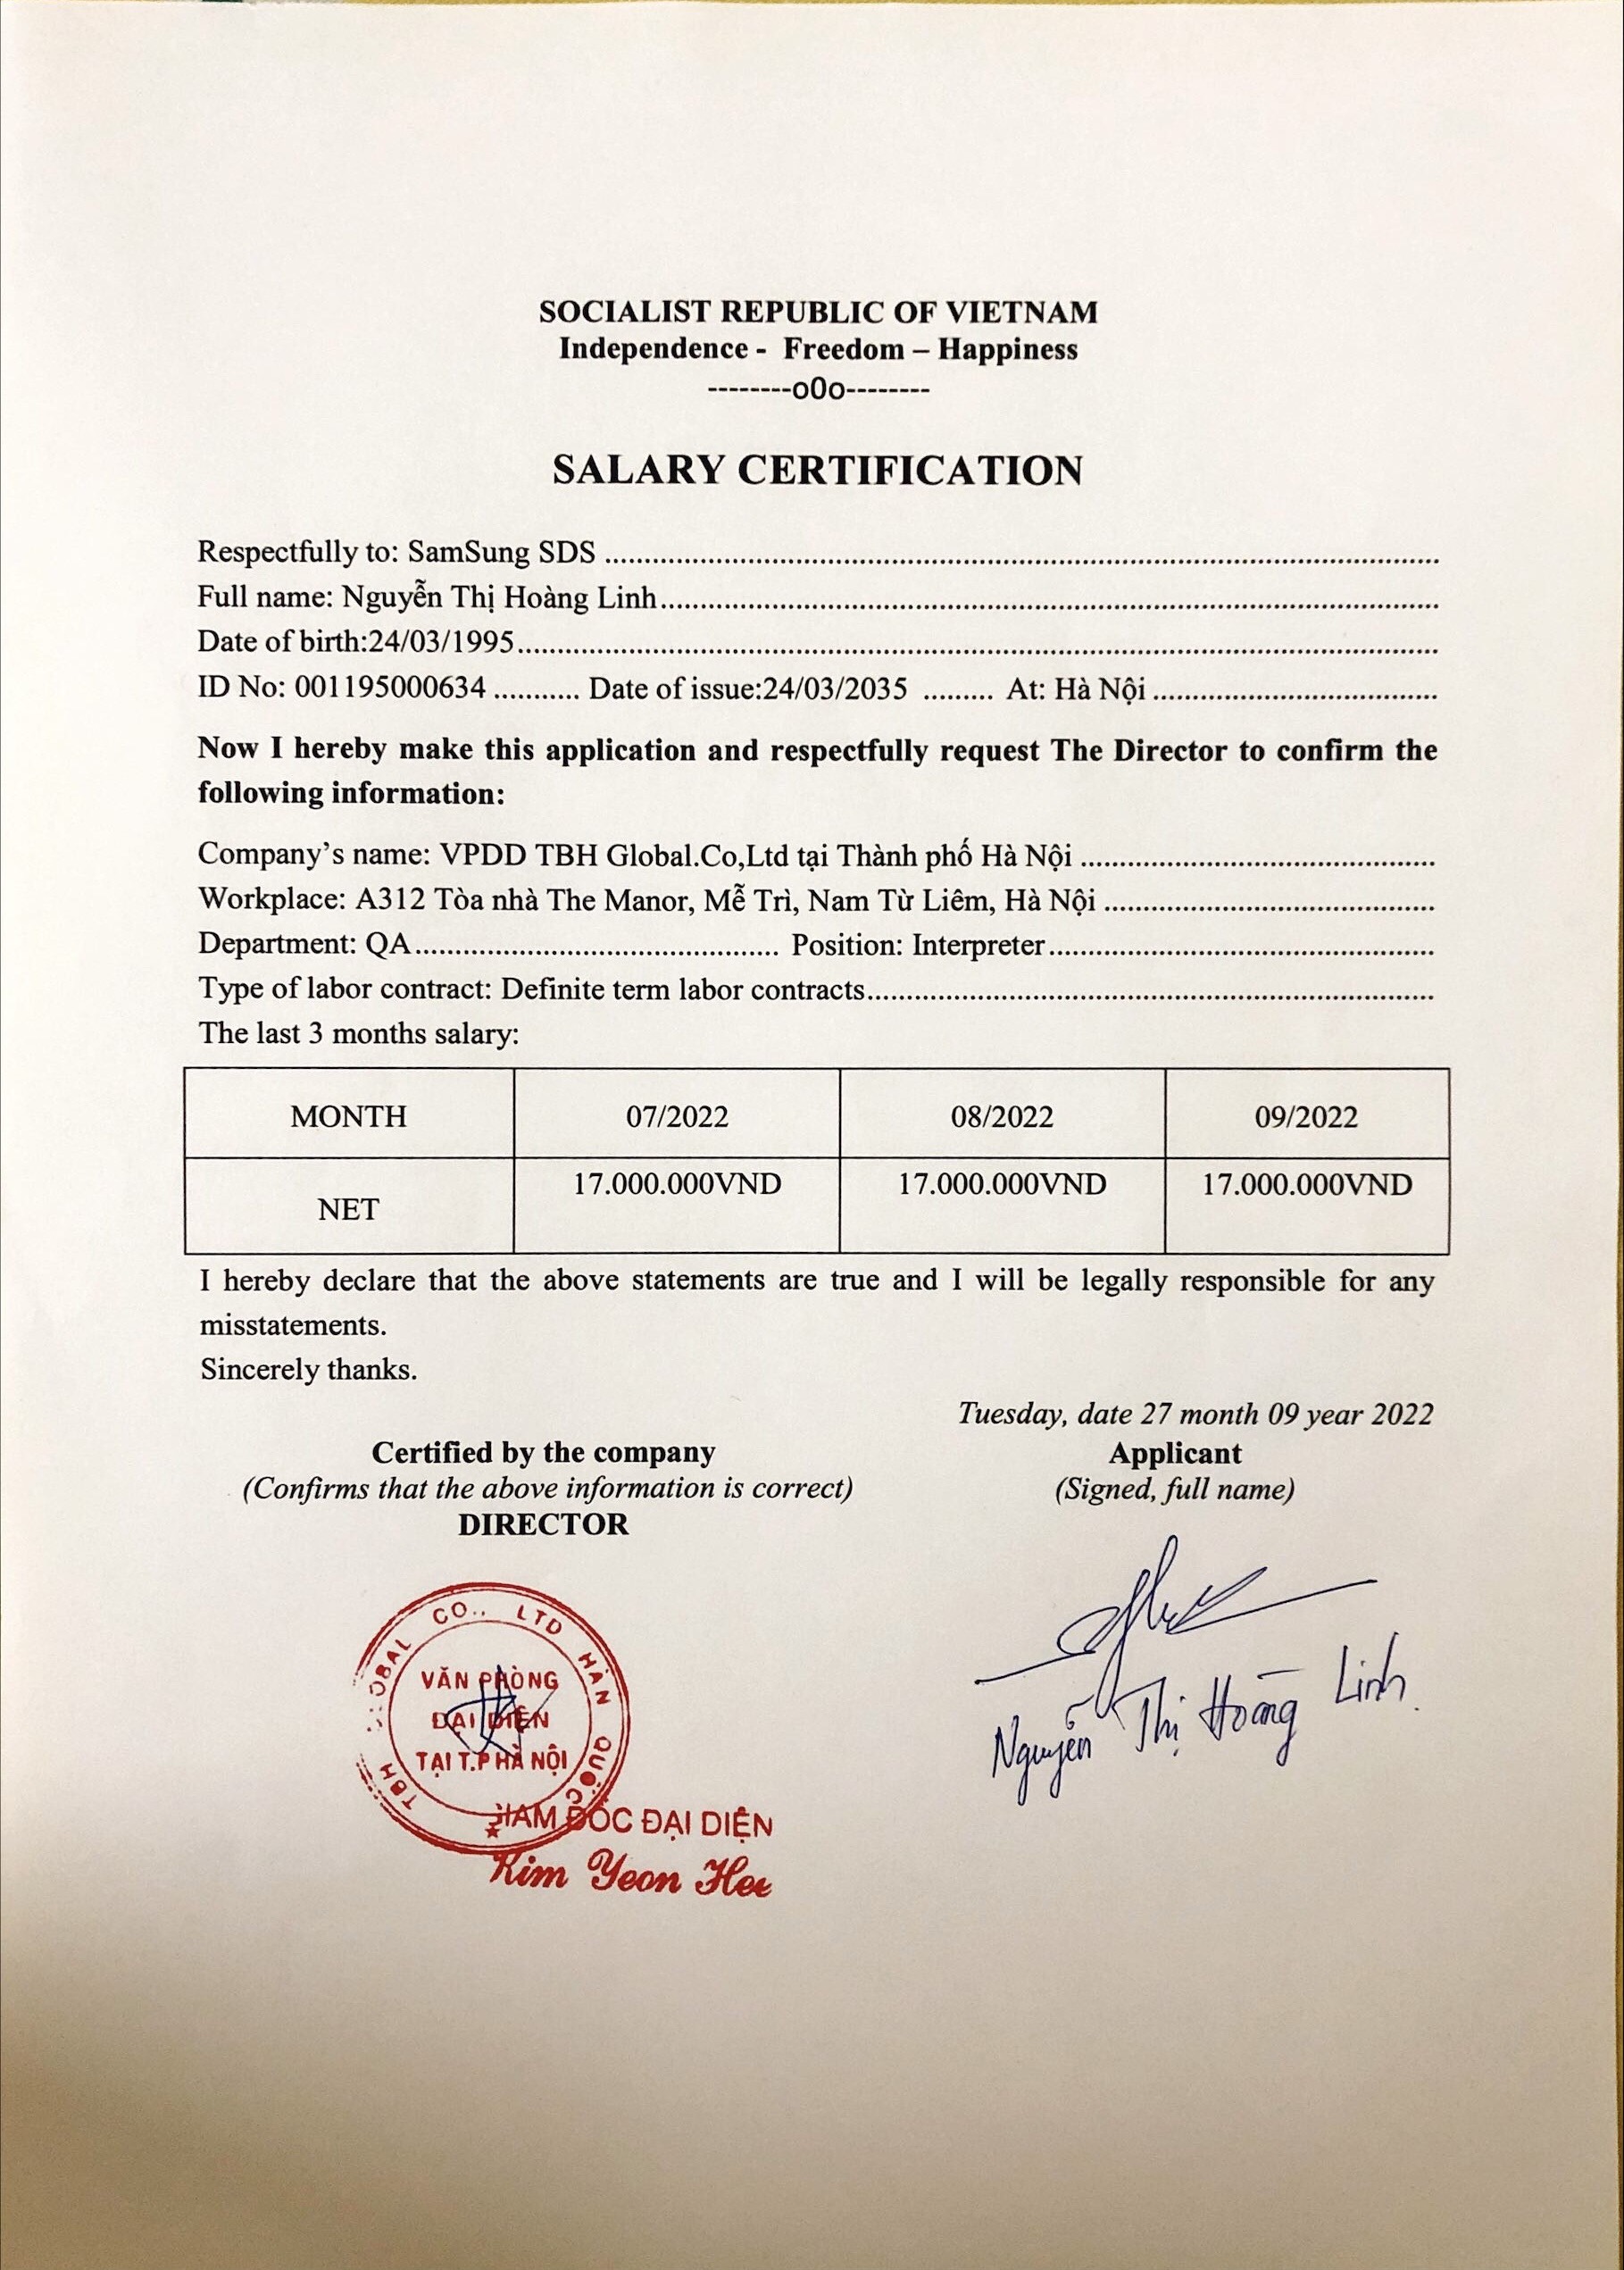 SOCIALIST REPUBLIC OF VIETNAM
Independence - Freedom – Happiness
--------o0o--------
SALARY CERTIFICATION
Respectfully to: SamSung SDS
Full name: Nguyễn Thị Hoàng Linh
Date of birth:24/03/1995
ID No: 001195000634 .......... Date of issue:24/03/2035 ......... At: Hà Nội
Now I hereby make this application and respectfully request The Director to confirm the
following information:
Company's name: VPDD TBH Global.Co,Ltd tại Thành phố Hà Nội
Workplace: A312 Tòa nhà The Manor, Mễ Trì, Nam Từ Liêm, Hà Nội
Department: QA ............ Position: Interpreter
Type of labor contract: Definite term labor contracts
The last 3 months salary:
MONTH 07/2022 08/2022 09/2022
NET 17.000.000VND 17.000.000VND 17.000.000VND
I hereby declare that the above statements are true and I will be legally responsible for any
misstatements.
Sincerely thanks.
Tuesday, date 27 month 09 year 2022
Certified by the company Applicant
(Confirms that the above information is correct) (Signed, full name)
DIRECTOR
TBH CO., LTD HÀN QUỐC
VĂN PHÒNG
ĐẠI DIỆN
TẠI T.P HÀ NỘI
Nguyễn Thị Hoàng Linh
ĐỐC ĐẠI DIỆN
Kim Yeon Hee